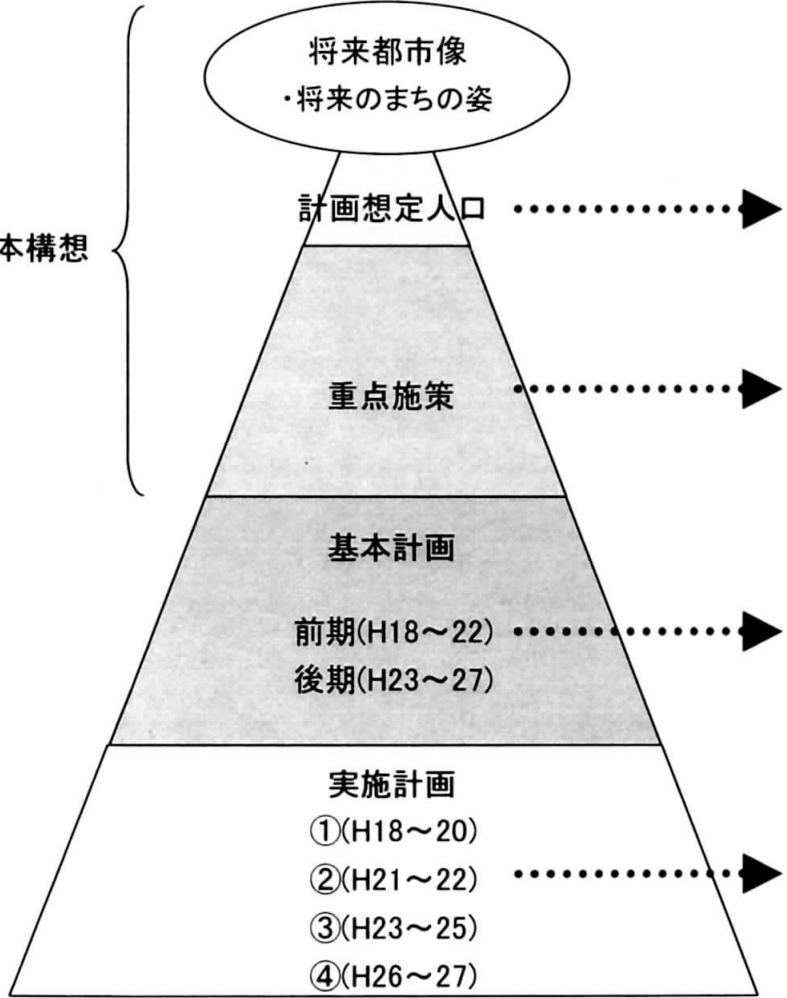 将来都市像
・将来のまちの姿
計画想定人口
本構想
重点施策
基本計画
前期(H18～22)
後期(H23～27)
実施計画
①(H18～20)
②(H21～22)
③(H23～25)
④(H26～27)